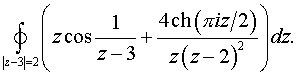 ∮_{|z-3|=2} ( z cos 1/(z-3) + 4ch(πiz/2)/(z(z-2)^2) ) dz.